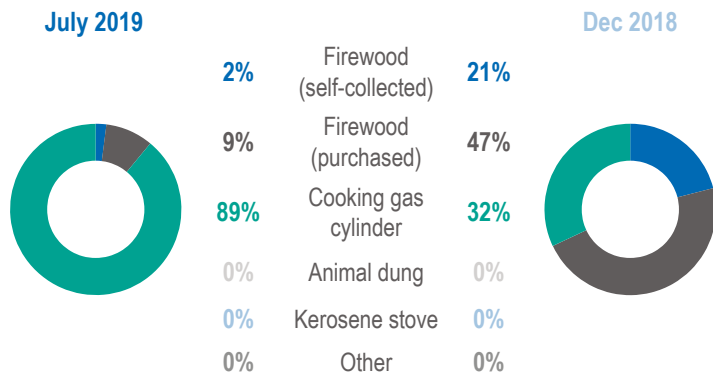 July 2019
Dec 2018
2%
Firewood
(self-collected)
21%
9%
Firewood
(purchased)
47%
89%
Cooking gas
cylinder
32%
0%
Animal dung
0%
0%
Kerosene stove
0%
0%
Other
0%